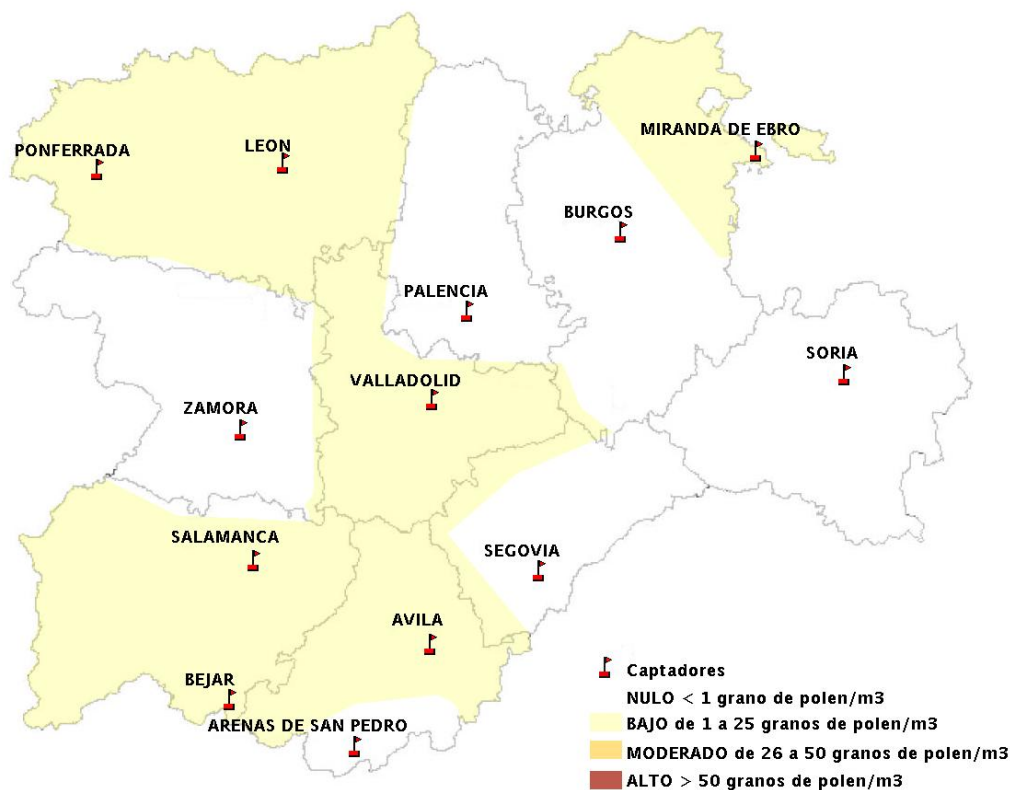 MIRANDA DE EBRO
PONFERRADA
LEON
BURGOS
PALENCIA
SORIA
VALLADOLID
ZAMORA
SALAMANCA
SEGOVIA
AVILA
BEJAR
ARENAS DE SAN PEDRO
Captadores
NULO < 1 grano de polen/m3
BAJO de 1 a 25 granos de polen/m3
MODERADO de 26 a 50 granos de polen/m3
ALTO > 50 granos de polen/m3